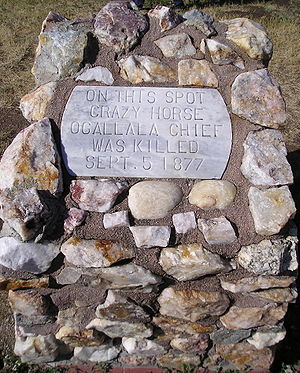 ON THIS SPOT
CRAZY HORSE
OGALLALA CHIEF
WAS KILLED
SEPT. 5 1877